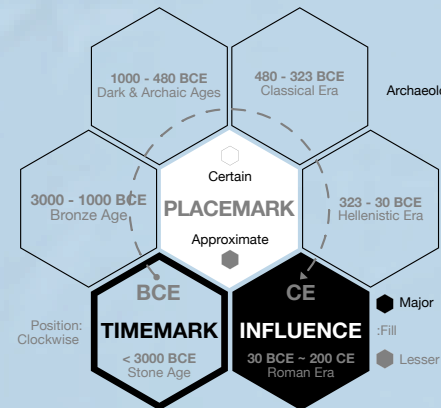 1000 - 480 BCE
Dark & Archaic Ages
480 - 323 BCE
Classical Era
Archaeol
Certain
3000 - 1000 BCE
Bronze Age
PLACEMARK
323 - 30 BCE
Hellenistic Era
Approximate
BCE
CE
Major
Position:
Clockwise
TIMEMARK
INFLUENCE
:Fill
< 3000 BCE
Stone Age
30 BCE ~ 200 CE
Roman Era
Lesser